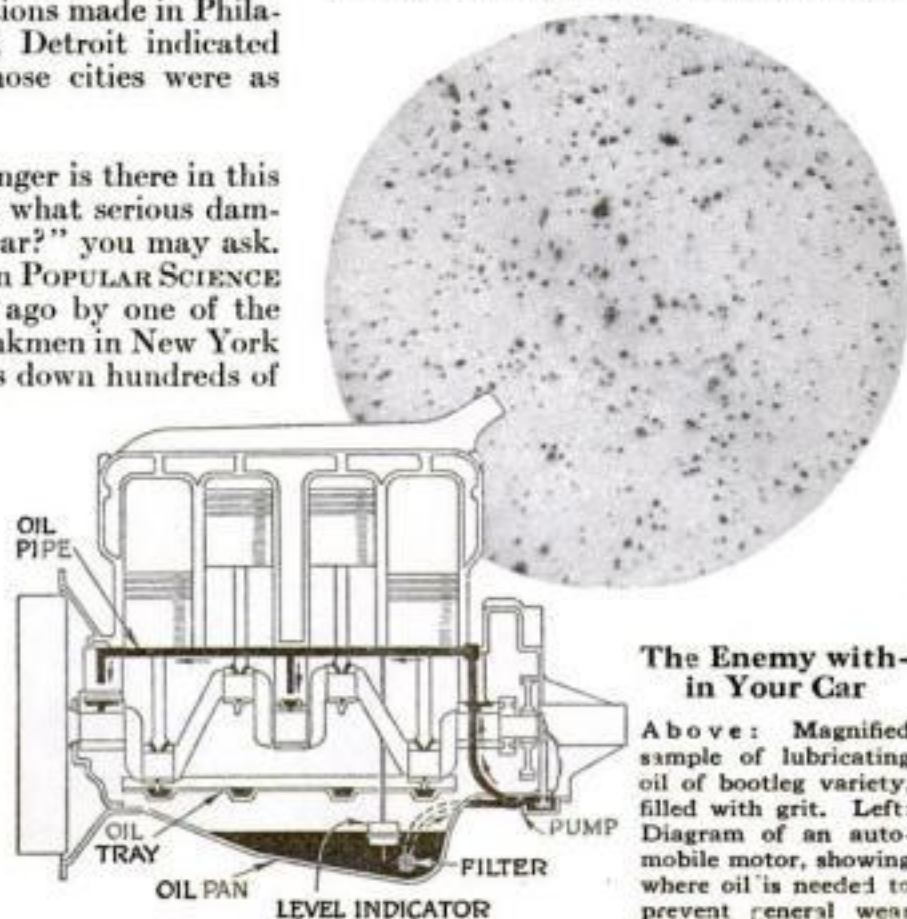 tions made in Phila-
Detroit indicated
hose cities were as
nger is there in this
what serious dam-
ar?" you may ask.
n POPULAR SCIENCE
ago by one of the
nkmen in New York
s down hundreds of
OIL
PIPE
OIL
TRAY
OIL PAN
LEVEL INDICATOR
FILTER
PUMP
The Enemy with-
in Your Car
Above: Magnified
sample of lubricating
oil of bootleg variety,
filled with grit. Left:
Diagram of an auto-
mobile motor, showing
where oil is needed to
prevent general wear